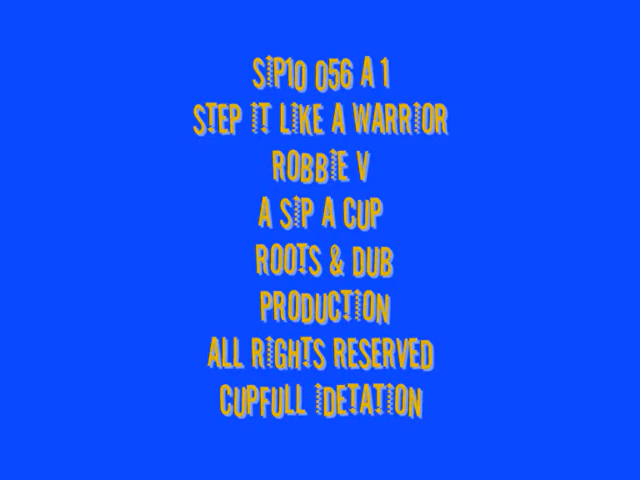 SIP10 056 A 1
STEP IT LIKE A WARRIOR
ROBBIE V
A SIP A CUP
ROOTS & DUB
PRODUCTION
ALL RIGHTS RESERVED
CUPFULL IDETATION